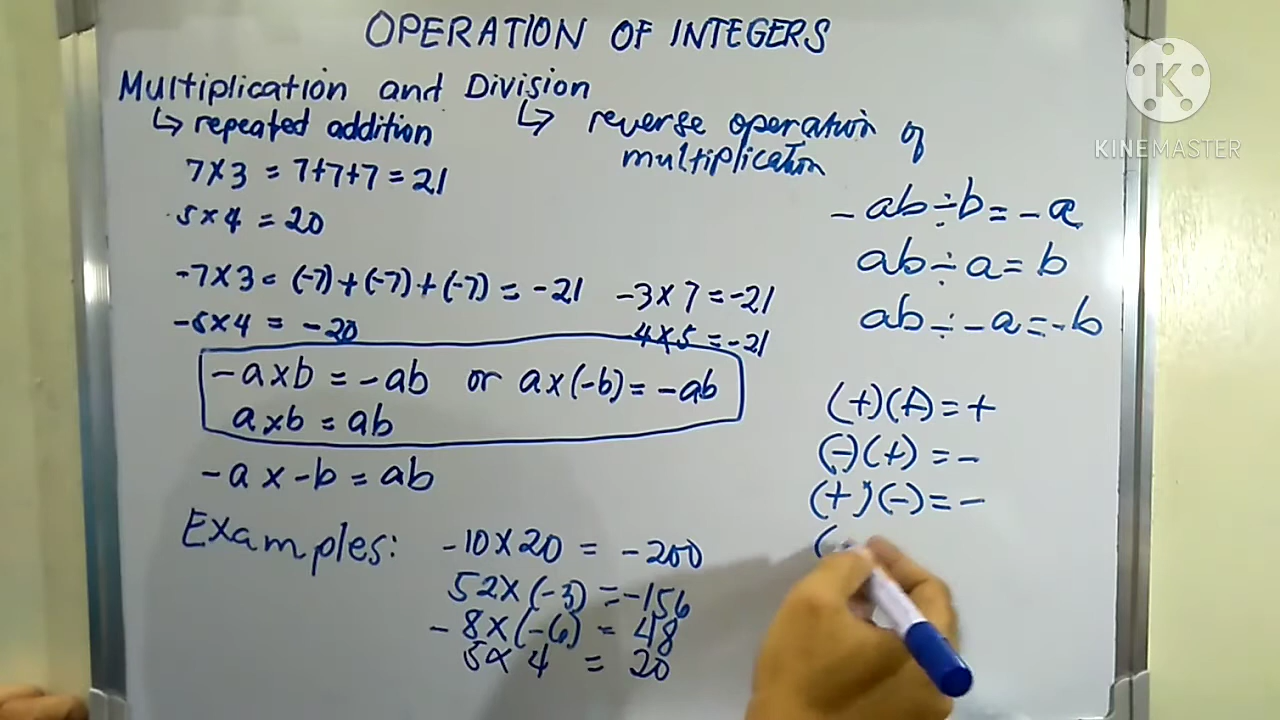 OPERATION OF INTEGERS
Multiplication and Division
↳ repeated addition
↳ reverse operation of
multiplication
7×3 = 7+7+7 = 21
5×4 = 20
-7×3 = (-7)+(-7)+(-7) = -21
-5×4 = -20
-3×7 = -21
-4×5 = -21
-a×b = -ab or a×(-b) = -ab
a×b = ab
-a × -b = ab
Examples: -10×20 = -200
52×(-3) = -156
-8×(-6) = 48
5×4 = 20
-ab÷b = -a
ab÷a = b
ab÷-a = -b
(+)(+) = +
(-)(+) = -
(+)(-) = -
(
K
KINEMASTER